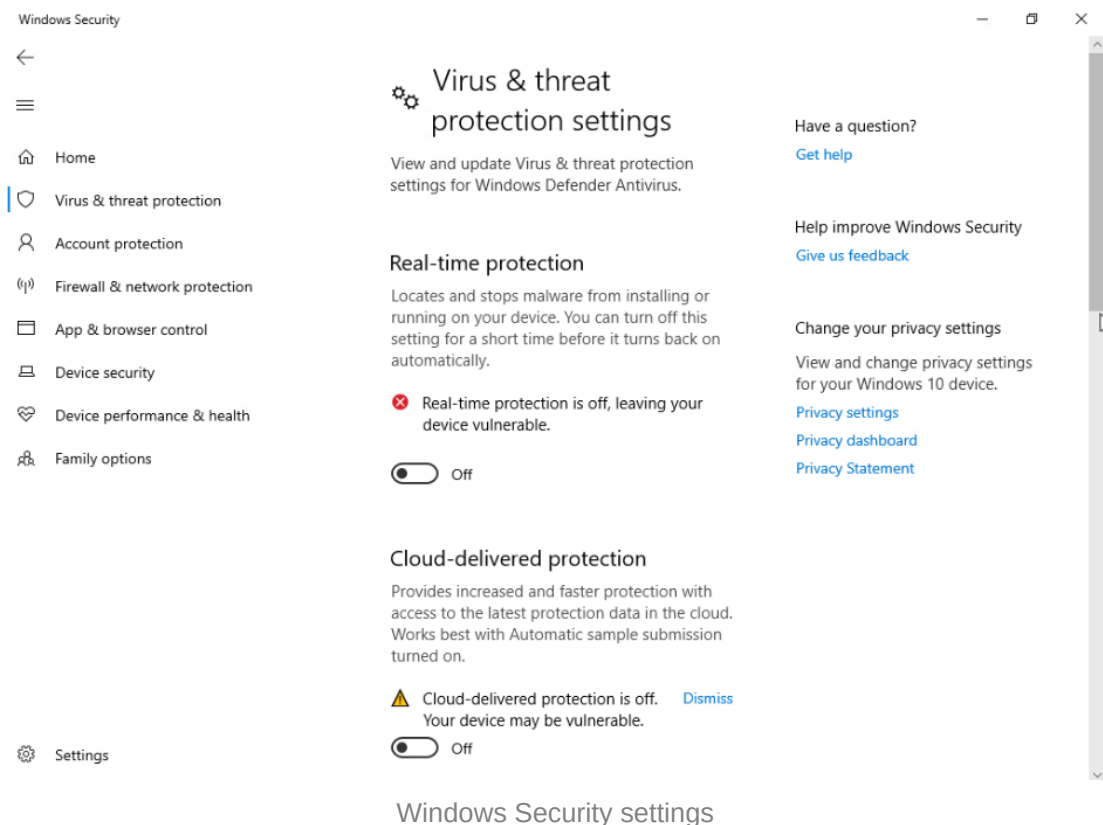 Windows Security
Home
Virus & threat protection
Account protection
Firewall & network protection
App & browser control
Device security
Device performance & health
Family options
Settings
Virus & threat
protection settings
View and update Virus & threat protection
settings for Windows Defender Antivirus.
Real-time protection
Locates and stops malware from installing or
running on your device. You can turn off this
setting for a short time before it turns back on
automatically.
Real-time protection is off, leaving your
device vulnerable.
Off
Cloud-delivered protection
Provides increased and faster protection with
access to the latest protection data in the cloud.
Works best with Automatic sample submission
turned on.
Cloud-delivered protection is off. Dismiss
Your device may be vulnerable.
Off
Have a question?
Get help
Help improve Windows Security
Give us feedback
Change your privacy settings
View and change privacy settings
for your Windows 10 device.
Privacy settings
Privacy dashboard
Privacy Statement
Windows Security settings